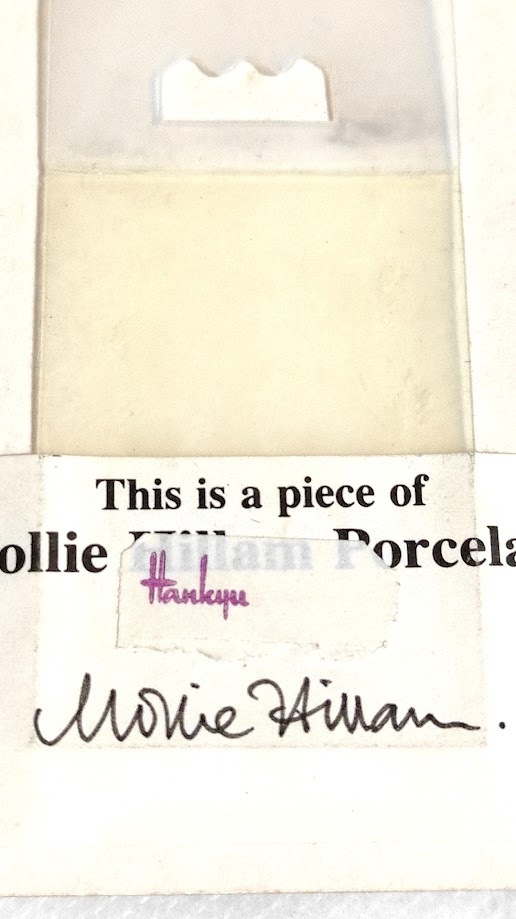 This is a piece of
ollie Hillam Porcela
Hankyu
Mollie Hillam.